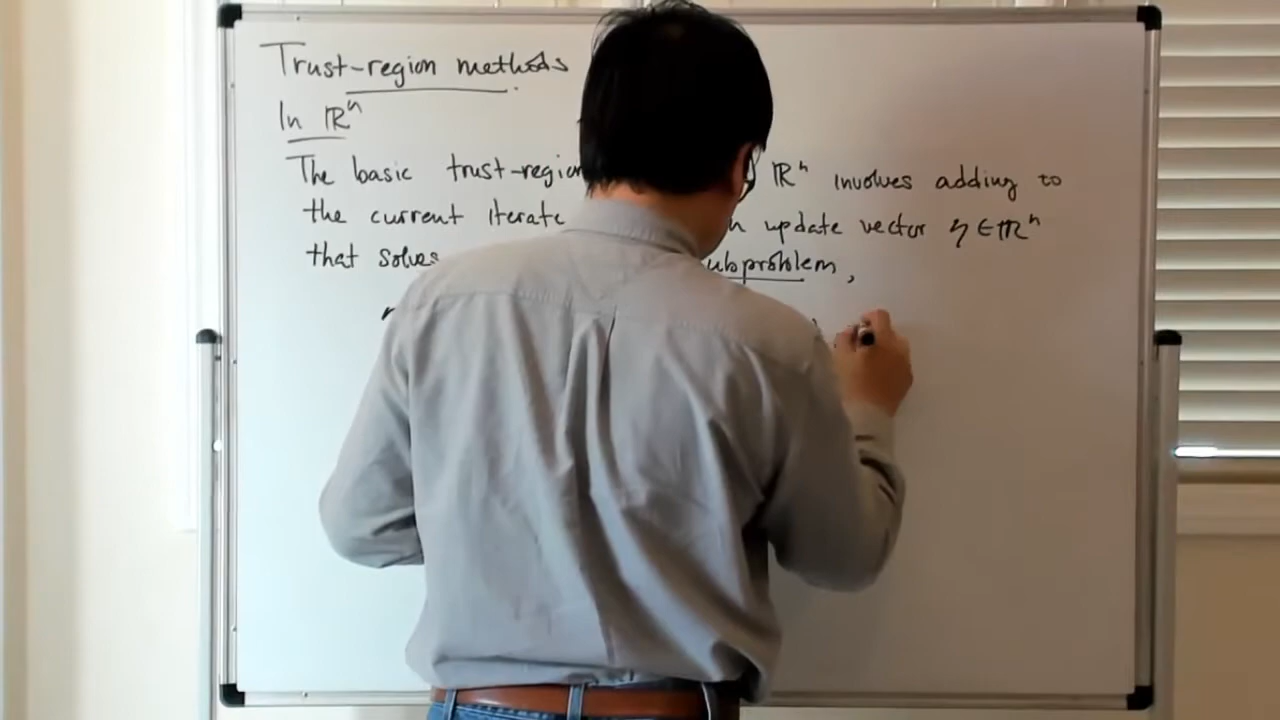 Trust-region methods
In ℝⁿ
The basic trust-region ℝⁿ involves adding to
the current iterate update vector η ∈ ℝⁿ
that solves subproblem,